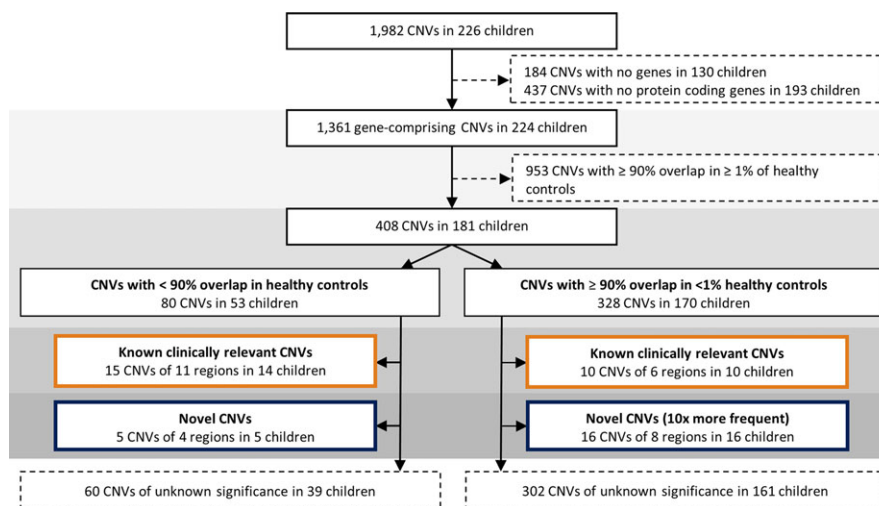 1,982 CNVs in 226 children
184 CNVs with no genes in 130 children
437 CNVs with no protein coding genes in 193 children
1,361 gene-comprising CNVs in 224 children
953 CNVs with ≥ 90% overlap in ≥ 1% of healthy
controls
408 CNVs in 181 children
CNVs with < 90% overlap in healthy controls
80 CNVs in 53 children
CNVs with ≥ 90% overlap in <1% healthy controls
328 CNVs in 170 children
Known clinically relevant CNVs
15 CNVs of 11 regions in 14 children
Known clinically relevant CNVs
10 CNVs of 6 regions in 10 children
Novel CNVs
5 CNVs of 4 regions in 5 children
Novel CNVs (10x more frequent)
16 CNVs of 8 regions in 16 children
60 CNVs of unknown significance in 39 children
302 CNVs of unknown significance in 161 children